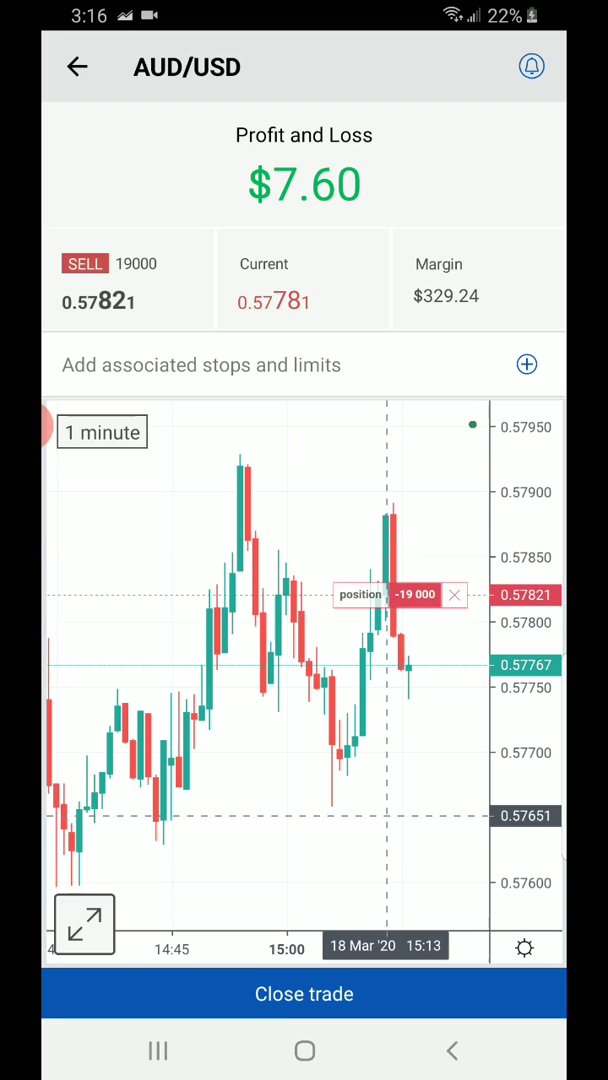 3:16 22%
AUD/USD
Profit and Loss
$7.60
SELL 19000 Current Margin
0.57821 0.57781 $329.24
Add associated stops and limits
1 minute
0.57950
0.57900
0.57850
position -19 000 0.57821
0.57800
0.57767
0.57750
0.57700
0.57651
0.57600
4 14:45 15:00 18 Mar '20 15:13
Close trade